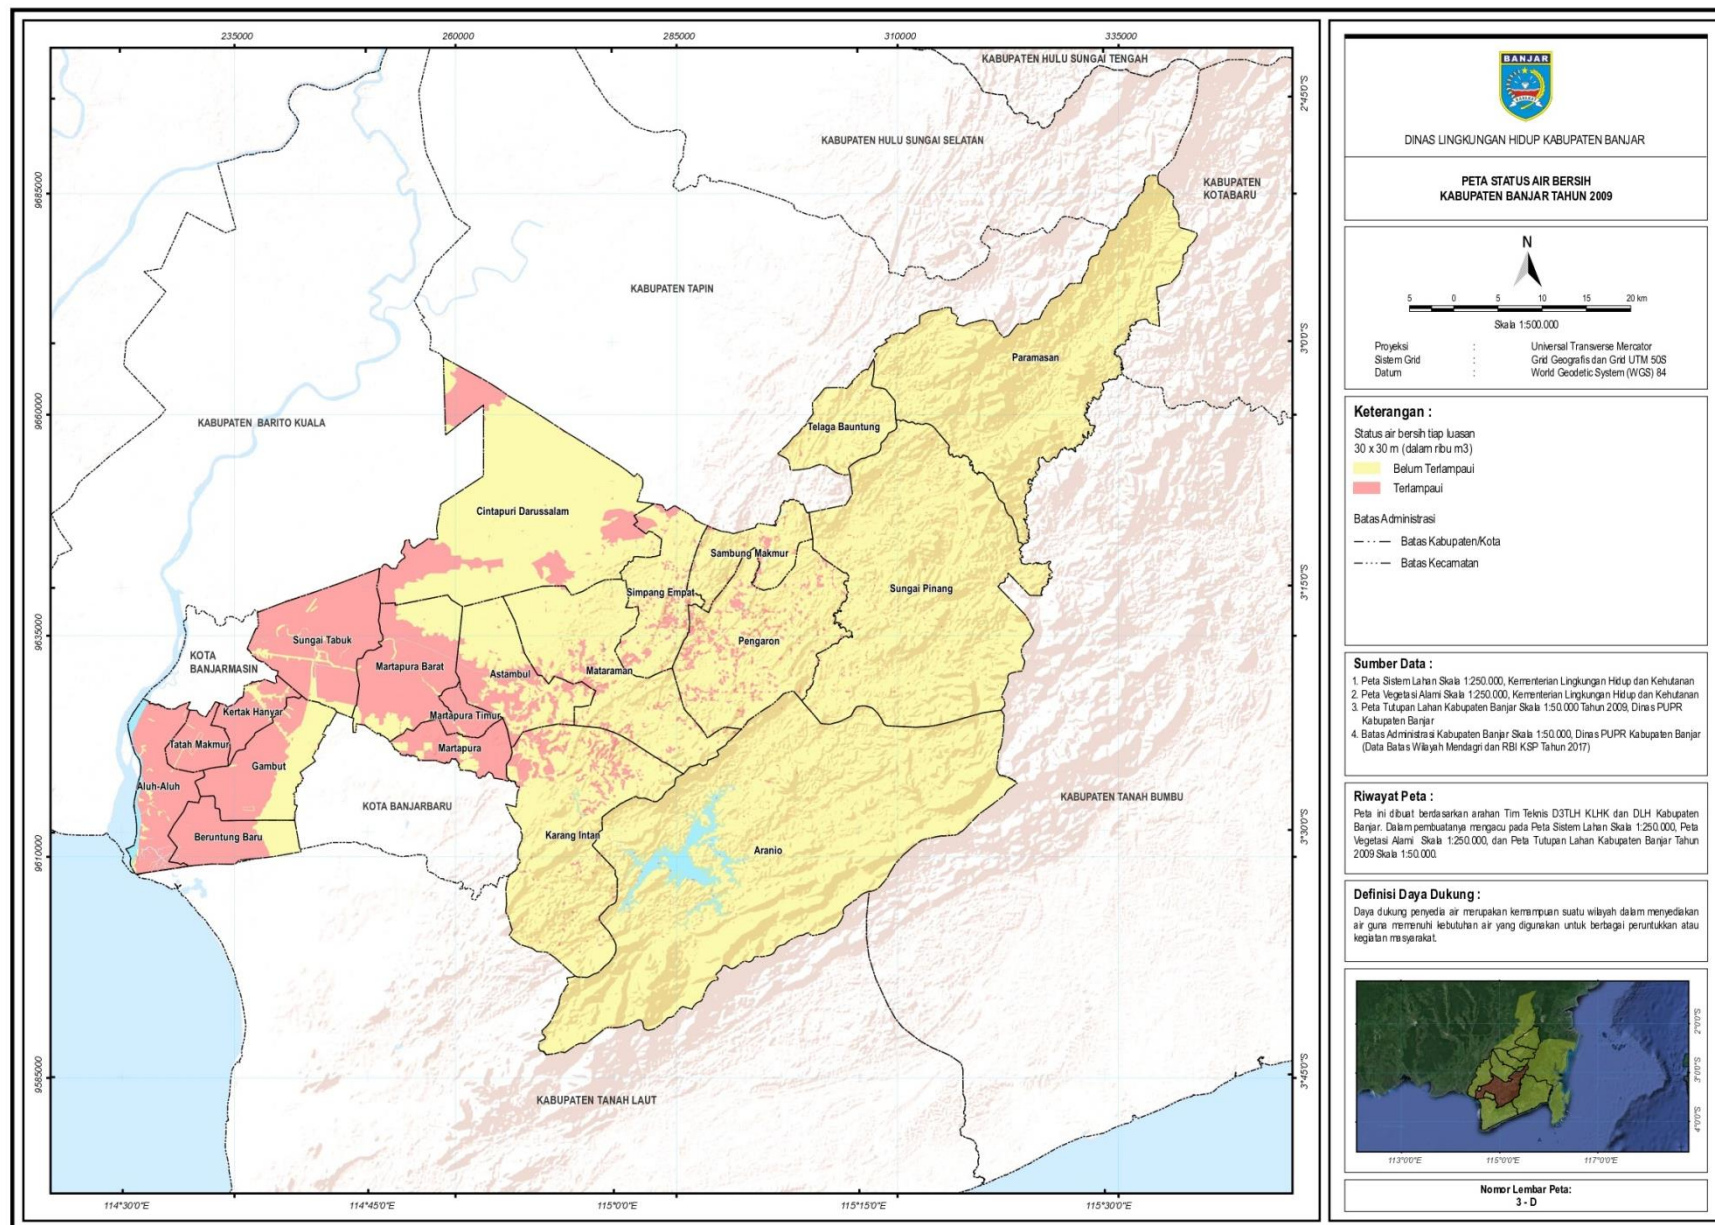 235000
260000
285000
310000
335000
KABUPATEN HULU SUNGAI TENGAH
2°45'0"S
KABUPATEN HULU SUNGAI SELATAN
KABUPATEN
KOTABARU
9685000
KABUPATEN TAPIN
3°0'0"S
Paramasan
9660000
KABUPATEN BARITO KUALA
Telaga Bauntung
Cintapuri Darussalam
Sambung Makmur
3°15'0"S
Simpang Empat
Sungai Pinang
9635000
Sungai Tabuk
Pengaron
KOTA
BANJARMASIN
Martapura Barat
Astambul
Mataraman
Kertak Hanyar
Martapura Timur
Tatah Makmur
Martapura
Gambut
Aluh-Aluh
KABUPATEN TANAH BUMBU
KOTA BANJARBARU
3°30'0"S
Beruntung Baru
Karang Intan
Aranio
9610000
9585000
3°45'0"S
KABUPATEN TANAH LAUT
114°30'0"E
114°45'0"E
115°0'0"E
115°15'0"E
115°30'0"E
BANJAR
DINAS LINGKUNGAN HIDUP KABUPATEN BANJAR
PETA STATUS AIR BERSIH
KABUPATEN BANJAR TAHUN 2009
N
5 0 5 10 15 20 km
Skala 1:500.000
Proyeksi : Universal Transverse Mercator
Sistem Grid : Grid Geografis dan Grid UTM 50S
Datum : World Geodetic System (WGS) 84
Keterangan :
Status air bersih tiap luasan
30 x 30 m (dalam ribu m3)
Belum Terlampaui
Terlampaui
Batas Administrasi
Batas Kabupaten/Kota
Batas Kecamatan
Sumber Data :
1. Peta Sistem Lahan Skala 1:250.000, Kementerian Lingkungan Hidup dan Kehutanan
2. Peta Vegetasi Alami Skala 1:250.000, Kementerian Lingkungan Hidup dan Kehutanan
3. Peta Tutupan Lahan Kabupaten Banjar Skala 1:50.000 Tahun 2009, Dinas PUPR
Kabupaten Banjar
4. Batas Administrasi Kabupaten Banjar Skala 1:50.000, Dinas PUPR Kabupaten Banjar
(Data Batas Wilayah Mendagri dan RBI KSP Tahun 2017)
Riwayat Peta :
Peta ini dibuat berdasarkan arahan Tim Teknis D3TLH KLHK dan DLH Kabupaten
Banjar. Dalam pembuatanya mengacu pada Peta Sistem Lahan Skala 1:250.000, Peta
Vegetasi Alami Skala 1:250.000, dan Peta Tutupan Lahan Kabupaten Banjar Tahun
2009 Skala 1:50.000.
Definisi Daya Dukung :
Daya dukung penyedia air merupakan kemampuan suatu wilayah dalam menyediakan
air guna memenuhi kebutuhan air yang digunakan untuk berbagai peruntukkan atau
kegiatan masyarakat.
2°0'0"S
3°0'0"S
4°0'0"S
113°0'0"E
115°0'0"E
117°0'0"E
Nomor Lembar Peta:
3 - D